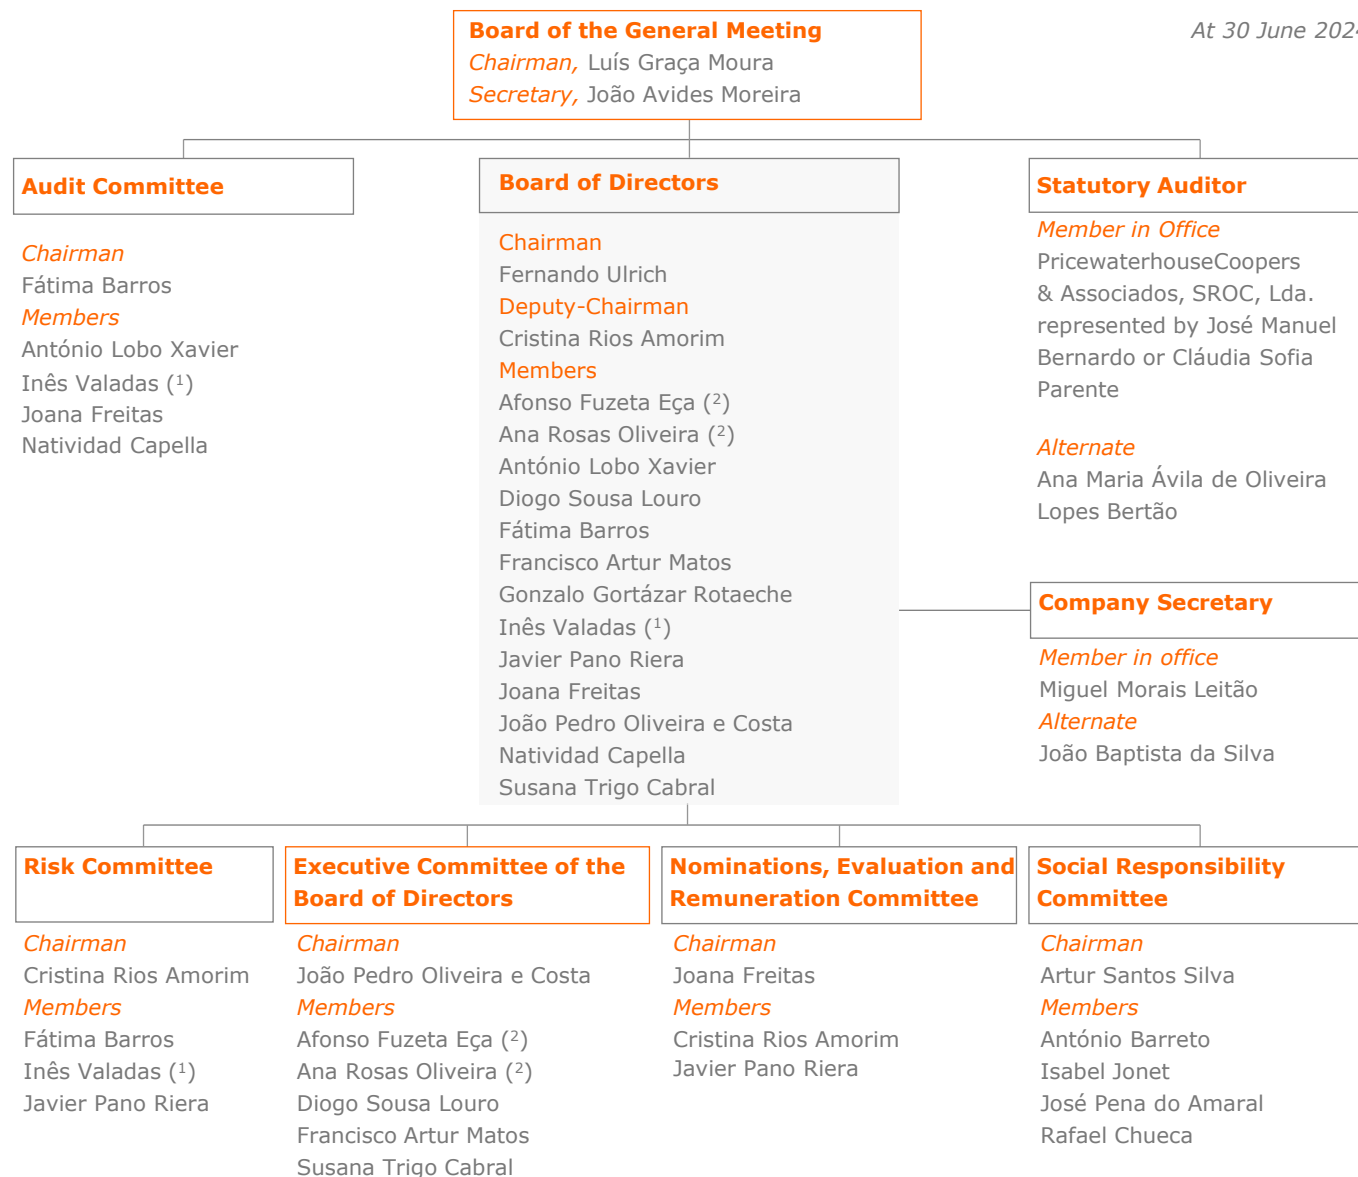 Board of the General Meeting
Chairman, Luís Graça Moura
Secretary, João Avides Moreira
At 30 June 2024
Audit Committee
Chairman
Fátima Barros
Members
António Lobo Xavier
Inês Valadas (¹)
Joana Freitas
Natividad Capella
Board of Directors
Chairman
Fernando Ulrich
Deputy-Chairman
Cristina Rios Amorim
Members
Afonso Fuzeta Eça (²)
Ana Rosas Oliveira (²)
António Lobo Xavier
Diogo Sousa Louro
Fátima Barros
Francisco Artur Matos
Gonzalo Gortázar Rotaeche
Inês Valadas (¹)
Javier Pano Riera
Joana Freitas
João Pedro Oliveira e Costa
Natividad Capella
Susana Trigo Cabral
Statutory Auditor
Member in Office
PricewaterhouseCoopers
& Associados, SROC, Lda.
represented by José Manuel
Bernardo or Cláudia Sofia
Parente
Alternate
Ana Maria Ávila de Oliveira
Lopes Bertão
Company Secretary
Member in office
Miguel Morais Leitão
Alternate
João Baptista da Silva
Risk Committee
Chairman
Cristina Rios Amorim
Members
Fátima Barros
Inês Valadas (¹)
Javier Pano Riera
Executive Committee of the
Board of Directors
Chairman
João Pedro Oliveira e Costa
Members
Afonso Fuzeta Eça (²)
Ana Rosas Oliveira (²)
Diogo Sousa Louro
Francisco Artur Matos
Susana Trigo Cabral
Nominations, Evaluation and
Remuneration Committee
Chairman
Joana Freitas
Members
Cristina Rios Amorim
Javier Pano Riera
Social Responsibility
Committee
Chairman
Artur Santos Silva
Members
António Barreto
Isabel Jonet
José Pena do Amaral
Rafael Chueca